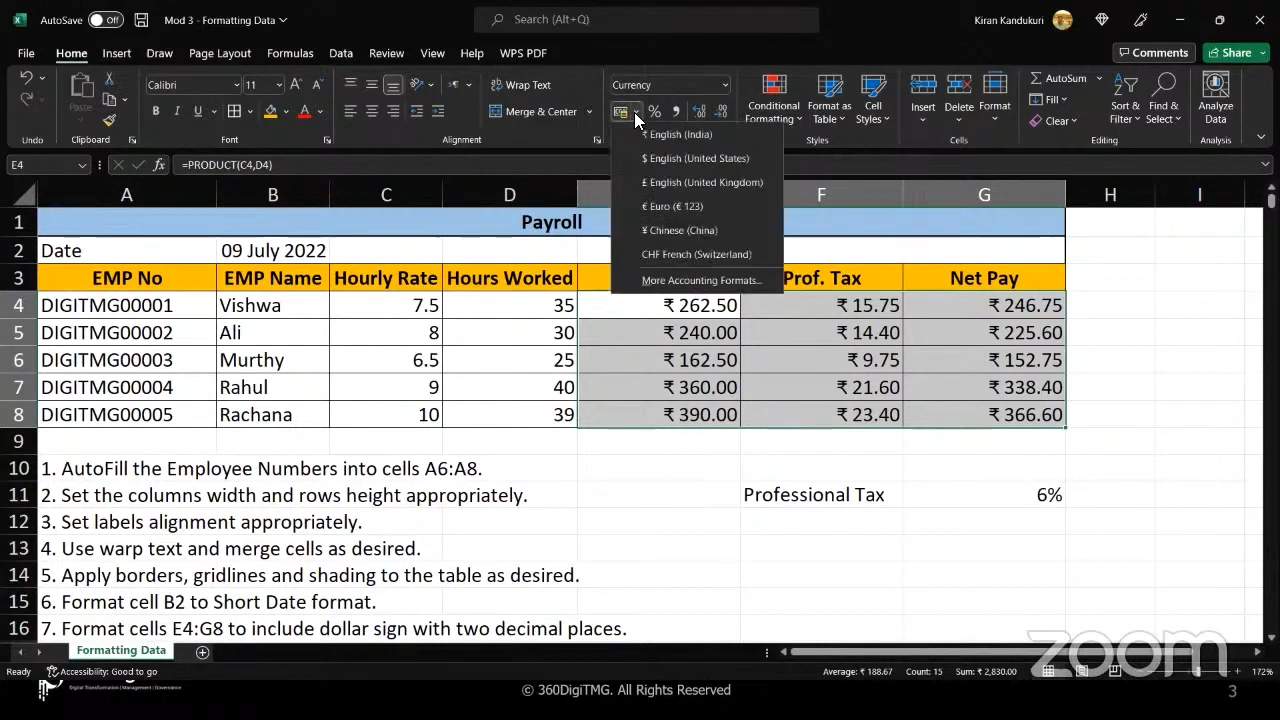 AutoSave Off Mod 3 - Formatting Data Search (Alt+Q) Kiran Kandukuri
File Home Insert Draw Page Layout Formulas Data Review View Help WPS PDF Comments Share
Paste Calibri 11 A A Wrap Text Currency Conditional Formatting Format as Table Cell Styles Insert Delete Format AutoSum Fill Clear Sort & Filter Find & Select Analyze Data
B I U A Merge & Center % ,
Undo Clipboard Font Alignment Cells Editing Analysis
₹ English (India)
$ English (United States)
£ English (United Kingdom)
€ Euro (€ 123)
¥ Chinese (China)
CHF French (Switzerland)
More Accounting Formats...
E4 fx =PRODUCT(C4,D4)
A B C D F G H I
1 Payroll
2 Date 09 July 2022
3 EMP No EMP Name Hourly Rate Hours Worked Prof. Tax Net Pay
4 DIGITMG00001 Vishwa 7.5 35 ₹ 262.50 ₹ 15.75 ₹ 246.75
5 DIGITMG00002 Ali 8 30 ₹ 240.00 ₹ 14.40 ₹ 225.60
6 DIGITMG00003 Murthy 6.5 25 ₹ 162.50 ₹ 9.75 ₹ 152.75
7 DIGITMG00004 Rahul 9 40 ₹ 360.00 ₹ 21.60 ₹ 338.40
8 DIGITMG00005 Rachana 10 39 ₹ 390.00 ₹ 23.40 ₹ 366.60
9
10 1. AutoFill the Employee Numbers into cells A6:A8.
11 2. Set the columns width and rows height appropriately. Professional Tax 6%
12 3. Set labels alignment appropriately.
13 4. Use warp text and merge cells as desired.
14 5. Apply borders, gridlines and shading to the table as desired.
15 6. Format cell B2 to Short Date format.
16 7. Format cells E4:G8 to include dollar sign with two decimal places.
Formatting Data
zoom
Ready Accessibility: Good to go Average: ₹ 188.67 Count: 15 Sum: ₹ 2,830.00 172%
Digital Transformation | Management | Governance
© 360DigiTMG. All Rights Reserved 3